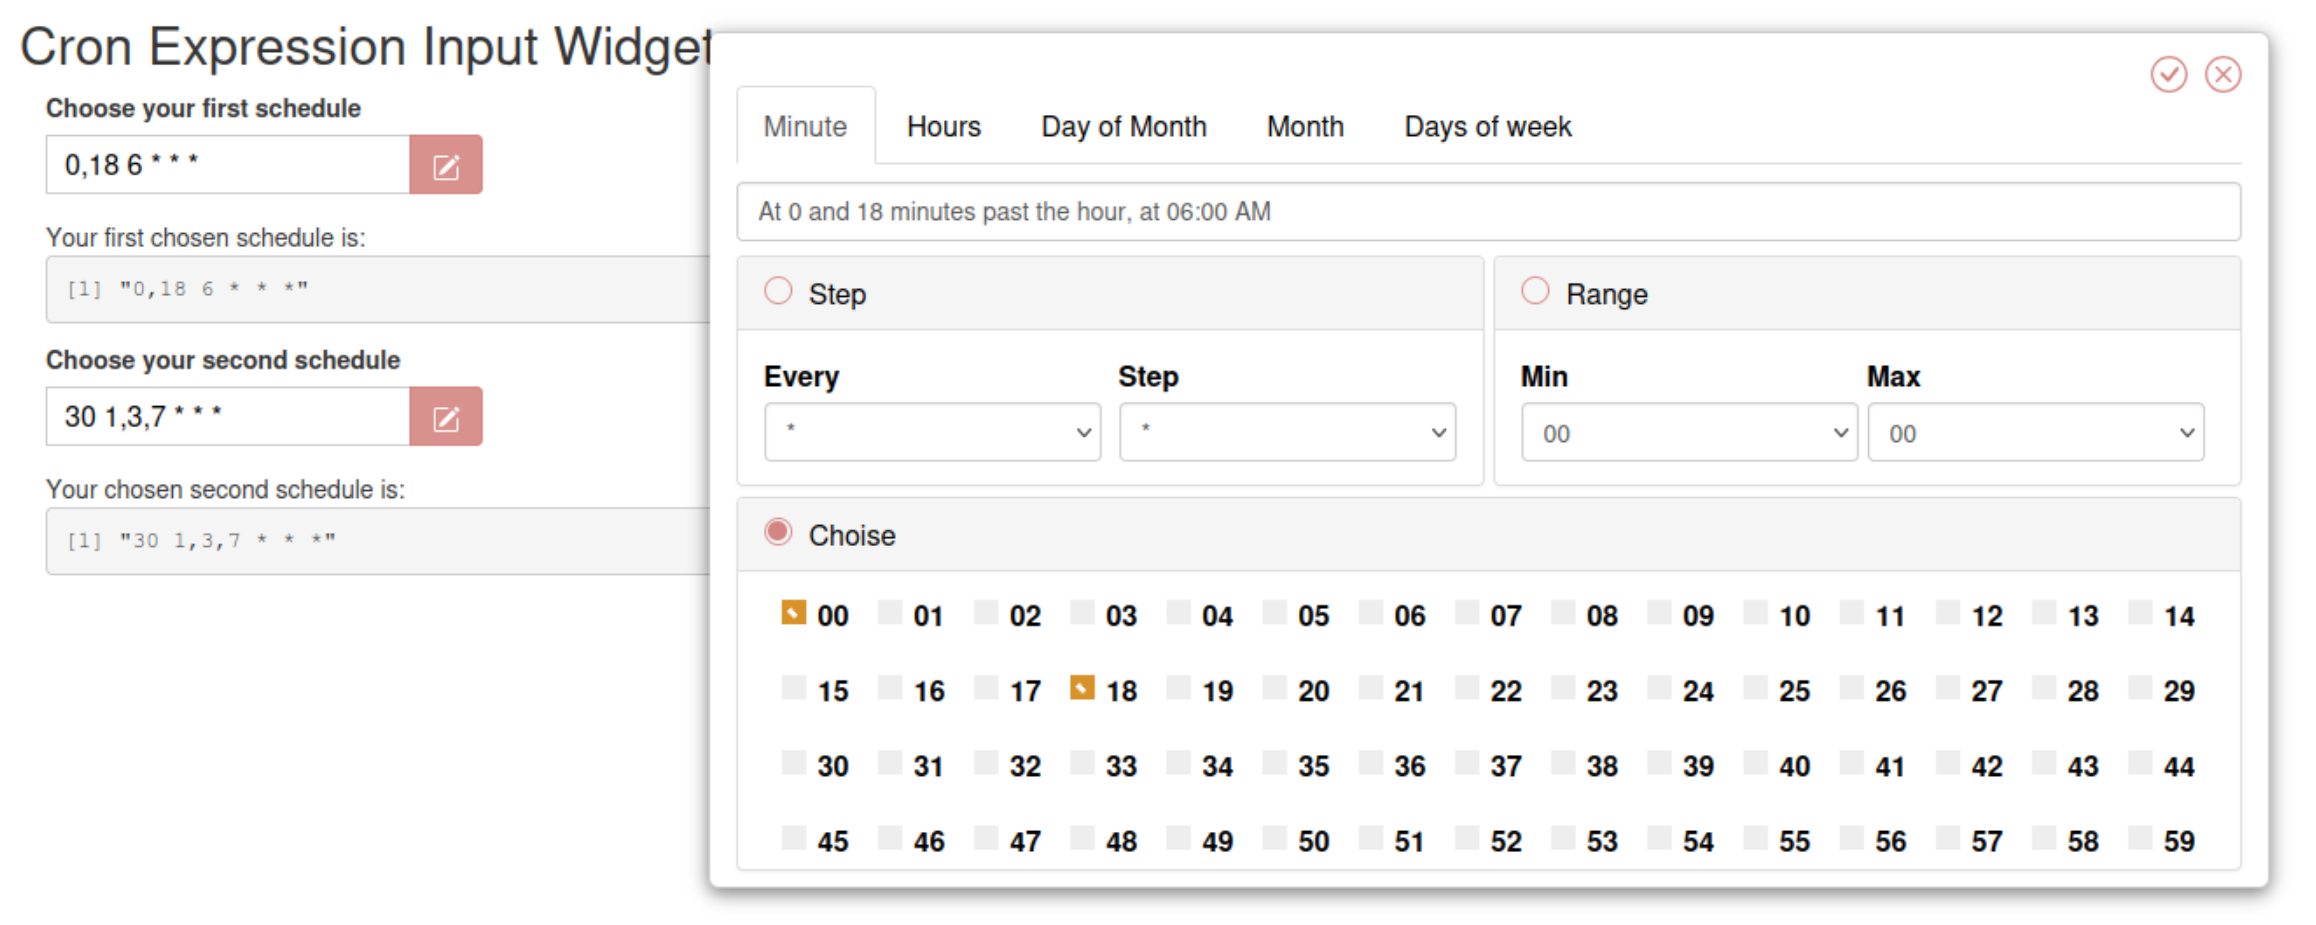 Cron Expression Input Widget
Choose your first schedule
0,18 6 * * *
Your first chosen schedule is:
[1] "0,18 6 * * *"
Choose your second schedule
30 1,3,7 * * *
Your chosen second schedule is:
[1] "30 1,3,7 * * *"
Minute Hours Day of Month Month Days of week
At 0 and 18 minutes past the hour, at 06:00 AM
Step Range
Every Step Min Max
* * 00 00
Choise
00 01 02 03 04 05 06 07 08 09 10 11 12 13 14
15 16 17 18 19 20 21 22 23 24 25 26 27 28 29
30 31 32 33 34 35 36 37 38 39 40 41 42 43 44
45 46 47 48 49 50 51 52 53 54 55 56 57 58 59